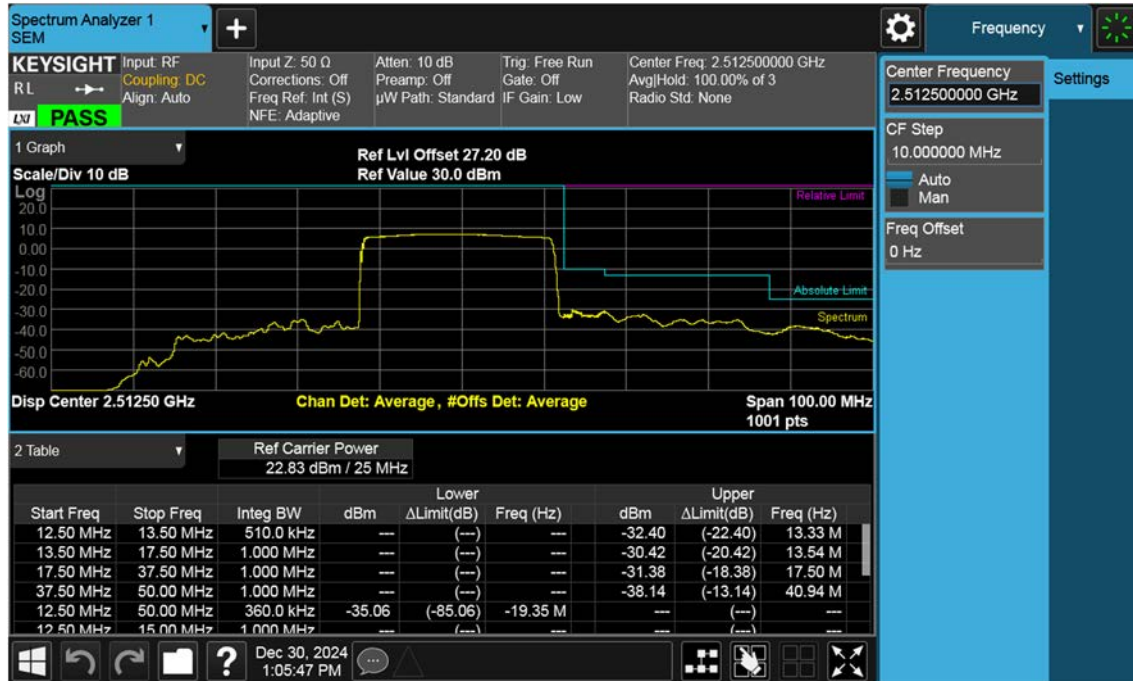 Spectrum Analyzer 1
SEM
+
Frequency
KEYSIGHT
RL
LXI
PASS
Input: RF
Coupling: DC
Align: Auto
Input Z: 50 Ω
Corrections: Off
Freq Ref: Int (S)
NFE: Adaptive
Atten: 10 dB
Preamp: Off
µW Path: Standard
Trig: Free Run
Gate: Off
IF Gain: Low
Center Freq: 2.512500000 GHz
Avg|Hold: 100.00% of 3
Radio Std: None
Center Frequency
2.512500000 GHz
Settings
CF Step
10.000000 MHz
Auto
Man
Freq Offset
0 Hz
1 Graph
Scale/Div 10 dB
Ref Lvl Offset 27.20 dB
Ref Value 30.0 dBm
Log
20.0
10.0
0.00
-10.0
-20.0
-30.0
-40.0
-50.0
-60.0
Relative Limit
Absolute Limit
Spectrum
Disp Center 2.51250 GHz
Chan Det: Average, #Offs Det: Average
Span 100.00 MHz
1001 pts
2 Table
Ref Carrier Power
22.83 dBm / 25 MHz
Lower Upper
Start Freq Stop Freq Integ BW dBm ΔLimit(dB) Freq (Hz) dBm ΔLimit(dB) Freq (Hz)
12.50 MHz 13.50 MHz 510.0 kHz --- (---) --- -32.40 (-22.40) 13.33 M
13.50 MHz 17.50 MHz 1.000 MHz --- (---) --- -30.42 (-20.42) 13.54 M
17.50 MHz 37.50 MHz 1.000 MHz --- (---) --- -31.38 (-18.38) 17.50 M
37.50 MHz 50.00 MHz 1.000 MHz --- (---) --- -38.14 (-13.14) 40.94 M
12.50 MHz 50.00 MHz 360.0 kHz -35.06 (-85.06) -19.35 M --- (---) ---
12.50 MHz 15.00 MHz 1.000 MHz --- (---) --- --- (---) ---
?
Dec 30, 2024
1:05:47 PM